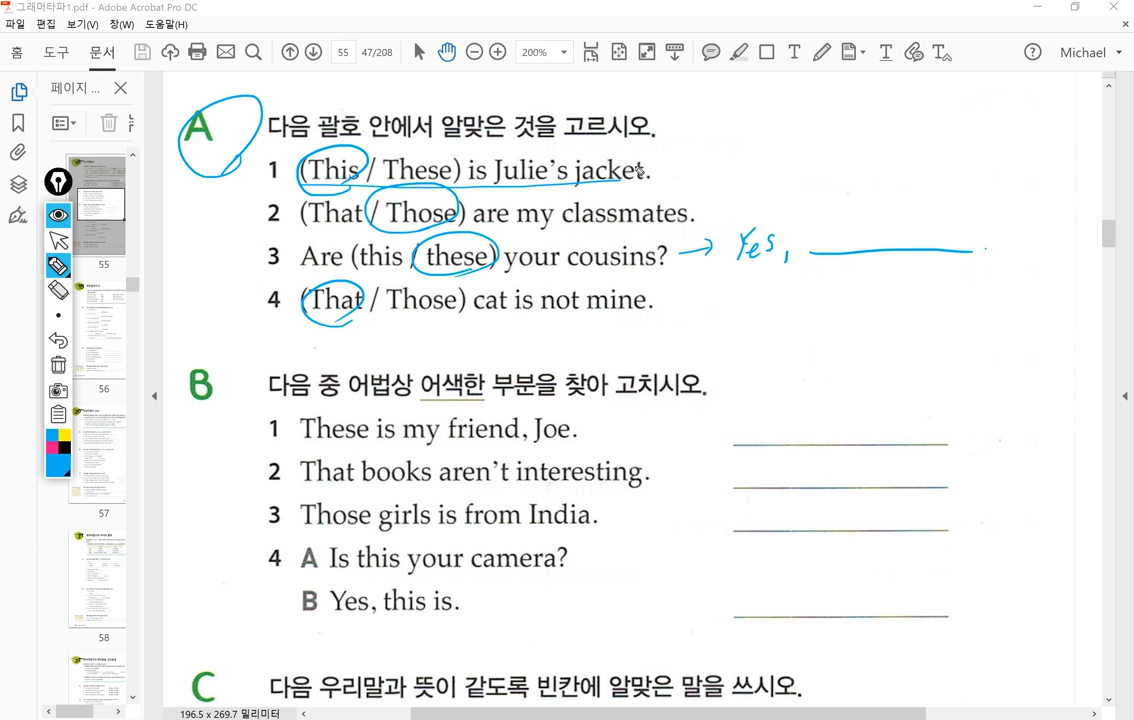 그래머타파1.pdf - Adobe Acrobat Pro DC
파일 편집 보기(V) 창(W) 도움말(H)
홈 도구 문서 55 47/208 200% Michael
페이지 ...
A 다음 괄호 안에서 알맞은 것을 고르시오.
1 (This / These) is Julie’s jacket.
2 (That / Those) are my classmates.
3 Are (this / these) your cousins? → Yes, ________
4 (That / Those) cat is not mine.
B 다음 중 어법상 어색한 부분을 찾아 고치시오.
1 These is my friend, Joe.
2 That books aren’t interesting.
3 Those girls is from India.
4 A Is this your camera?
B Yes, this is.
C 다음 우리말과 뜻이 같도록 빈칸에 알맞은 말을 쓰시오.
55
56
57
58
196.5 x 269.7 밀리미터